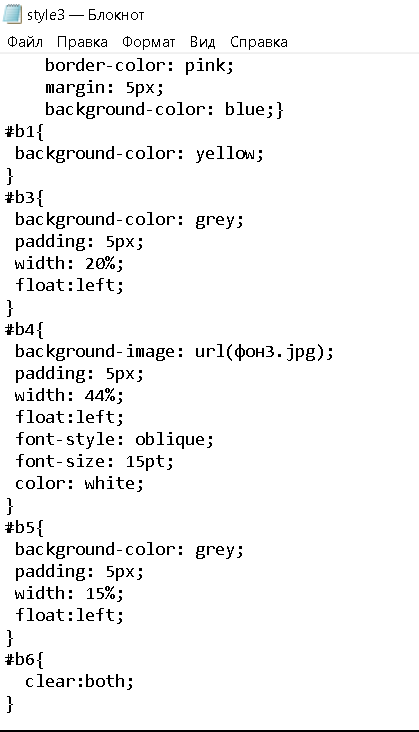 style3 — Блокнот
Файл Правка Формат Вид Справка
border-color: pink;
margin: 5px;
background-color: blue;}
#b1{
background-color: yellow;
}
#b3{
background-color: grey;
padding: 5px;
width: 20%;
float:left;
}
#b4{
background-image: url(фон3.jpg);
padding: 5px;
width: 44%;
float:left;
font-style: oblique;
font-size: 15pt;
color: white;
}
#b5{
background-color: grey;
padding: 5px;
width: 15%;
float:left;
}
#b6{
clear:both;
}